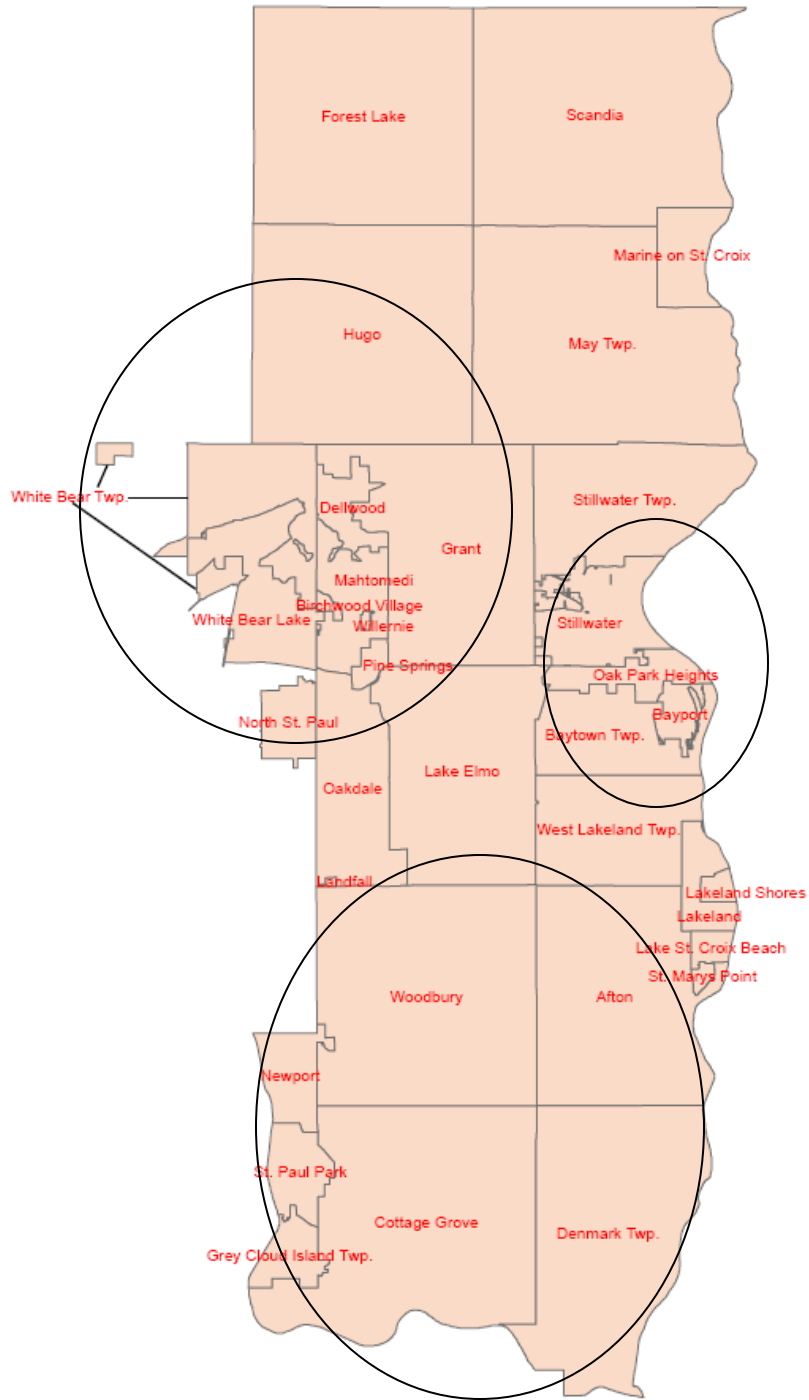 Forest Lake
Scandia
Marine on St. Croix
Hugo
May Twp.
White Bear Twp.
Dellwood
Stillwater Twp.
Grant
Mahtomedi
Birchwood Village
White Bear Lake
Willernie
Stillwater
Pine Springs
Oak Park Heights
North St. Paul
Bayport
Baytown Twp.
Lake Elmo
Oakdale
West Lakeland Twp.
Landfall
Lakeland Shores
Lakeland
Lake St. Croix Beach
St. Marys Point
Woodbury
Afton
Newport
St. Paul Park
Cottage Grove
Denmark Twp.
Grey Cloud Island Twp.